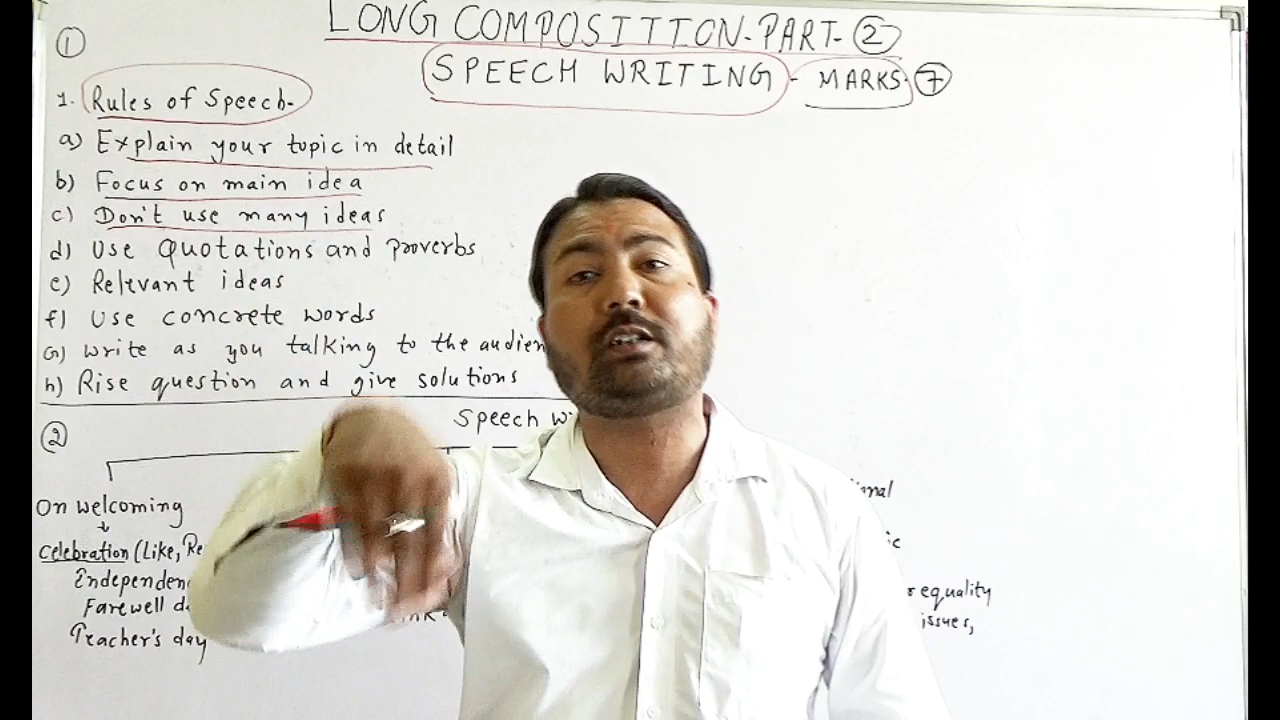 LONG COMPOSITION-PART-②
SPEECH WRITING - MARKS-⑦
①
1. Rules of Speech-
a) Explain your topic in detail
b) Focus on main idea
c) Don't use many ideas
d) Use Quotations and proverbs
e) Relevant ideas
f) Use concrete words
G) Write as you talking to the audien
h) Rise question and give solutions
②
Speech w
On welcoming
↓
Celebration (Like, Re
Independen
Farewell d
Teacher's day
equality
issues,